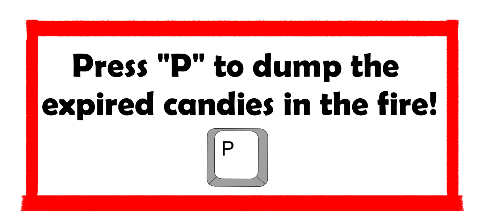 Press "P" to dump the
expired candies in the fire!
P